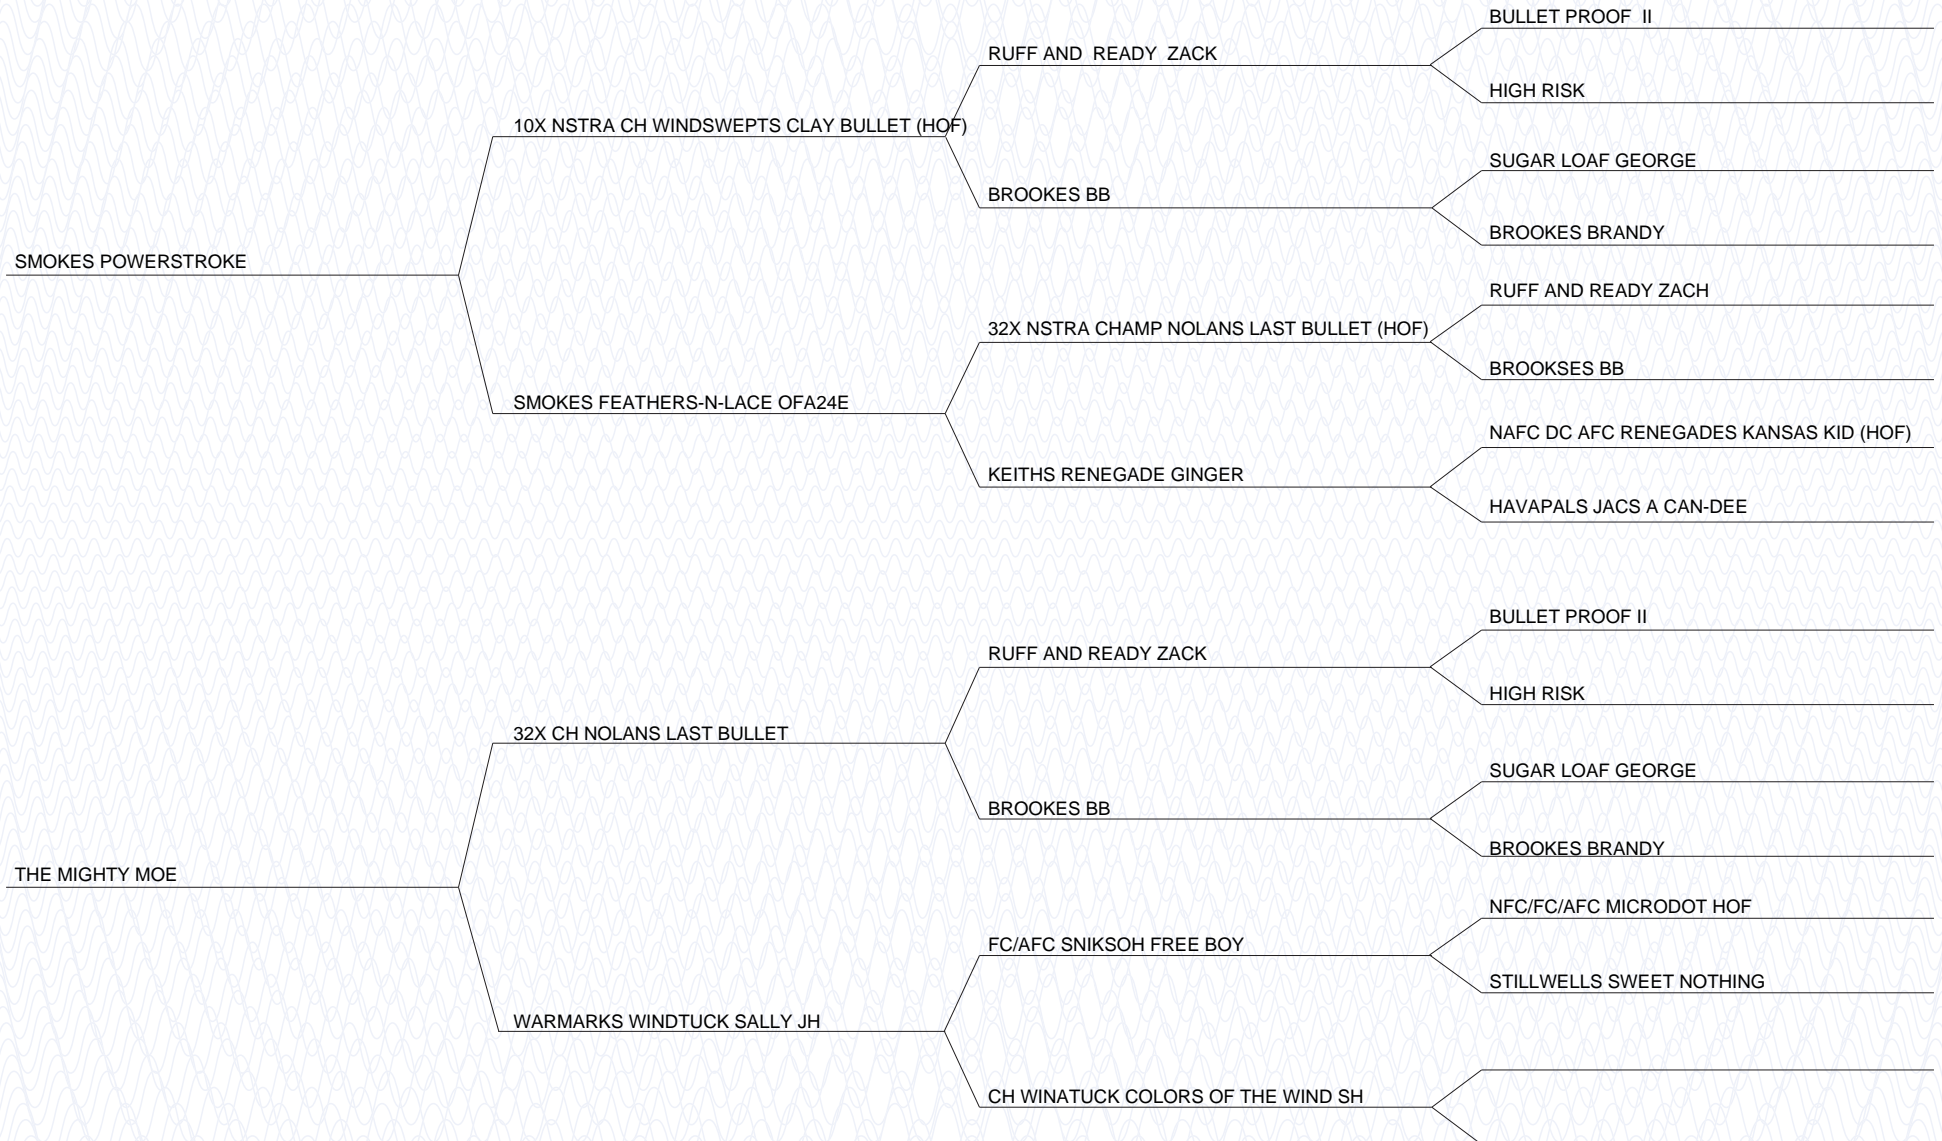 BULLET PROOF  II
RUFF AND  READY  ZACK
HIGH RISK
10X NSTRA CH WINDSWEPTS CLAY BULLET (HOF)
SUGAR LOAF GEORGE
BROOKES BB
BROOKES BRANDY
SMOKES POWERSTROKE
RUFF AND READY ZACH
32X NSTRA CHAMP NOLANS LAST BULLET (HOF)
BROOKSES BB
SMOKES FEATHERS-N-LACE OFA24E
NAFC DC AFC RENEGADES KANSAS KID (HOF)
KEITHS RENEGADE GINGER
HAVAPALS JACS A CAN-DEE
BULLET PROOF II
RUFF AND READY ZACK
HIGH RISK
32X CH NOLANS LAST BULLET
SUGAR LOAF GEORGE
BROOKES BB
BROOKES BRANDY
THE MIGHTY MOE
NFC/FC/AFC MICRODOT HOF
FC/AFC SNIKSOH FREE BOY
STILLWELLS SWEET NOTHING
WARMARKS WINDTUCK SALLY JH
CH WINATUCK COLORS OF THE WIND SH